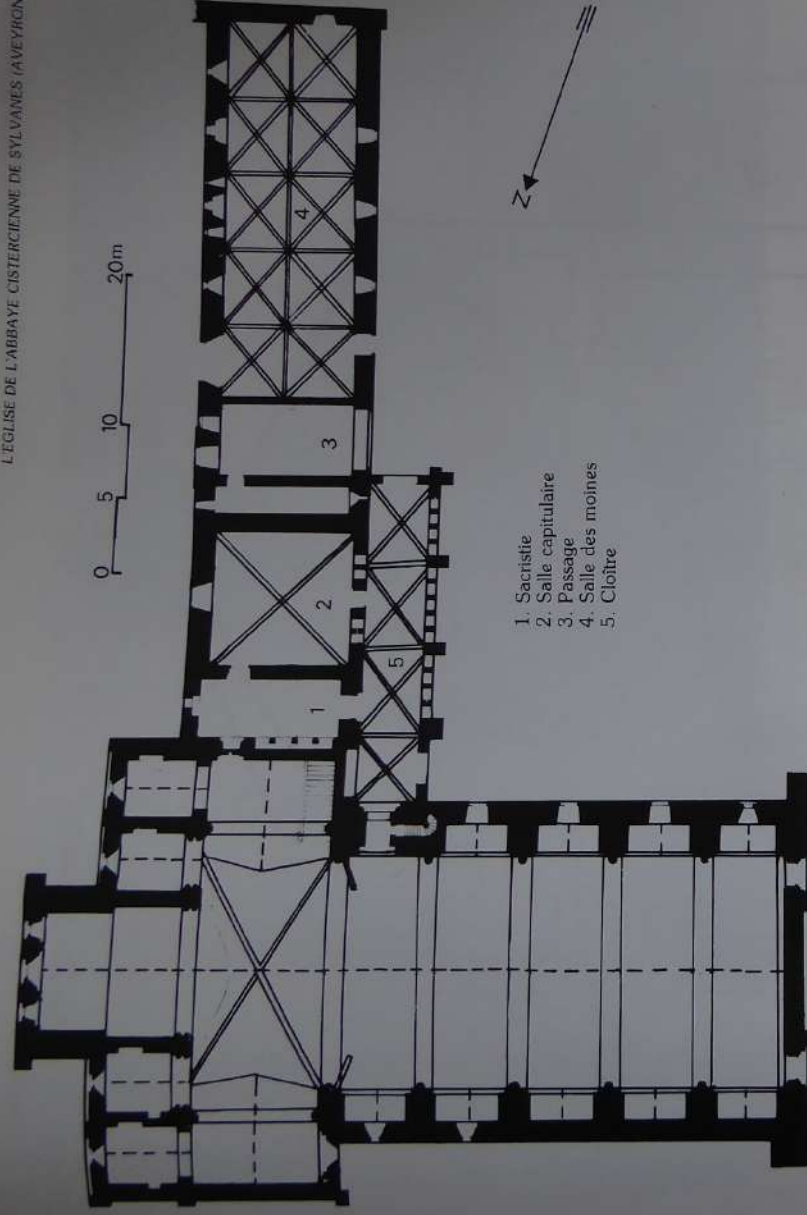 L'EGLISE DE L'ABBAYE CISTERCIENNE DE SYLVANES (AVEYRON
0 5 10 20m
N
1
2
3
4
5
1. Sacristie
2. Salle capitulaire
3. Passage
4. Salle des moines
5. Cloître